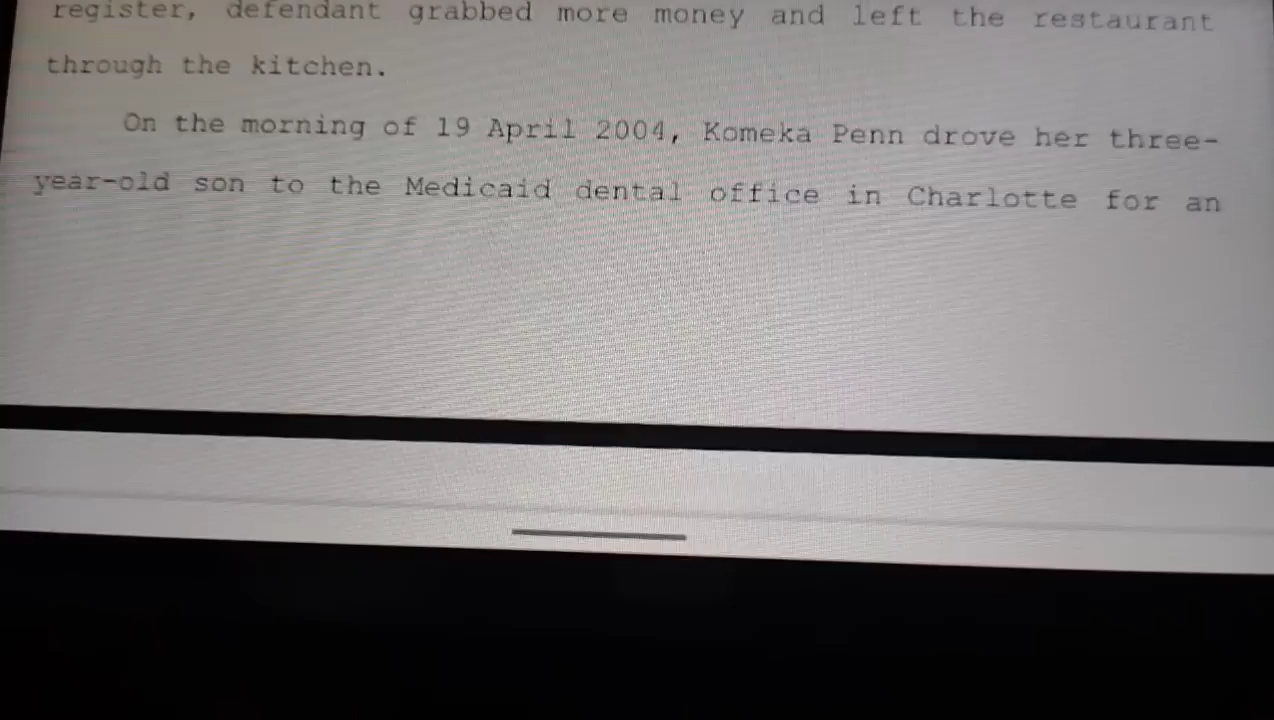 register, defendant grabbed more money and left the restaurant
through the kitchen.
On the morning of 19 April 2004, Komeka Penn drove her three-
year-old son to the Medicaid dental office in Charlotte for an